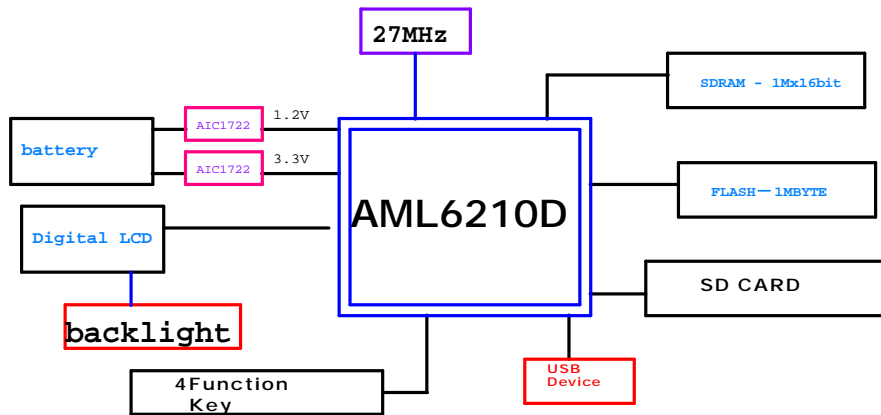 27MHz
SDRAM - 1Mx16bit
AIC1722
1.2V
battery
AIC1722
3.3V
AML6210D
FLASH—1MBYTE
Digital LCD
SD CARD
backlight
4Function
Key
USB
Device